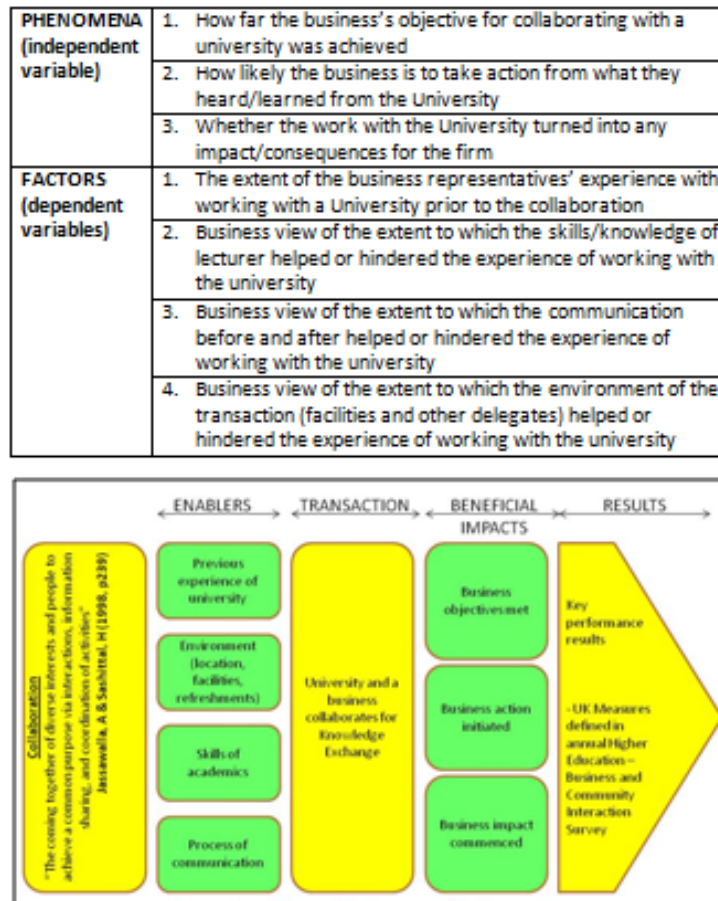 PHENOMENA
(independent
variable)
1. How far the business's objective for collaborating with a
university was achieved
2. How likely the business is to take action from what they
heard/learned from the University
3. Whether the work with the University turned into any
impact/consequences for the firm
FACTORS
(dependent
variables)
1. The extent of the business representatives' experience with
working with a University prior to the collaboration
2. Business view of the extent to which the skills/knowledge of
lecturer helped or hindered the experience of working with
the university
3. Business view of the extent to which the communication
before and after helped or hindered the experience of
working with the university
4. Business view of the extent to which the environment of the
transaction (facilities and other delegates) helped or
hindered the experience of working with the university
ENABLERS
TRANSACTION
BENEFICIAL
IMPACTS
RESULTS
Collaboration
"The coming together of diverse interests and people to
achieve a common purpose via interactions, information
sharing, and coordination of activities"
Jassawalla, A & Sashittal, H (1998, p239)
Previous
experience of
university
Environment
(location,
facilities,
refreshments)
Skills of
academics
Process of
communication
University and a
business
collaborates for
Knowledge
Exchange
Business
objectives met
Business action
initiated
Business impact
commenced
Key
performance
results
- UK Measures
defined in
annual Higher
Education –
Business and
Community
Interaction
Survey